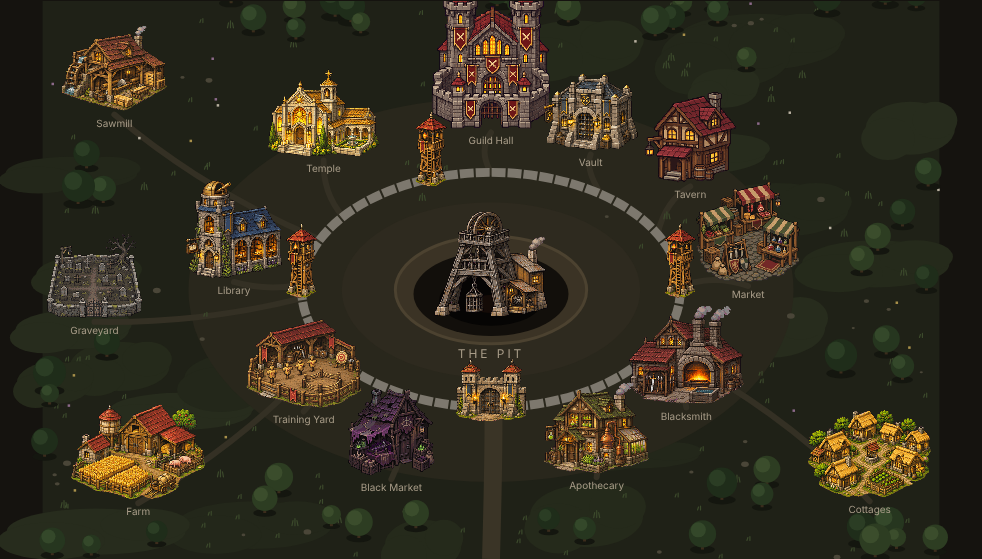 Sawmill
Temple
Guild Hall
Vault
Tavern
Library
Market
Graveyard
THE PIT
Training Yard
Blacksmith
Black Market
Apothecary
Farm
Cottages